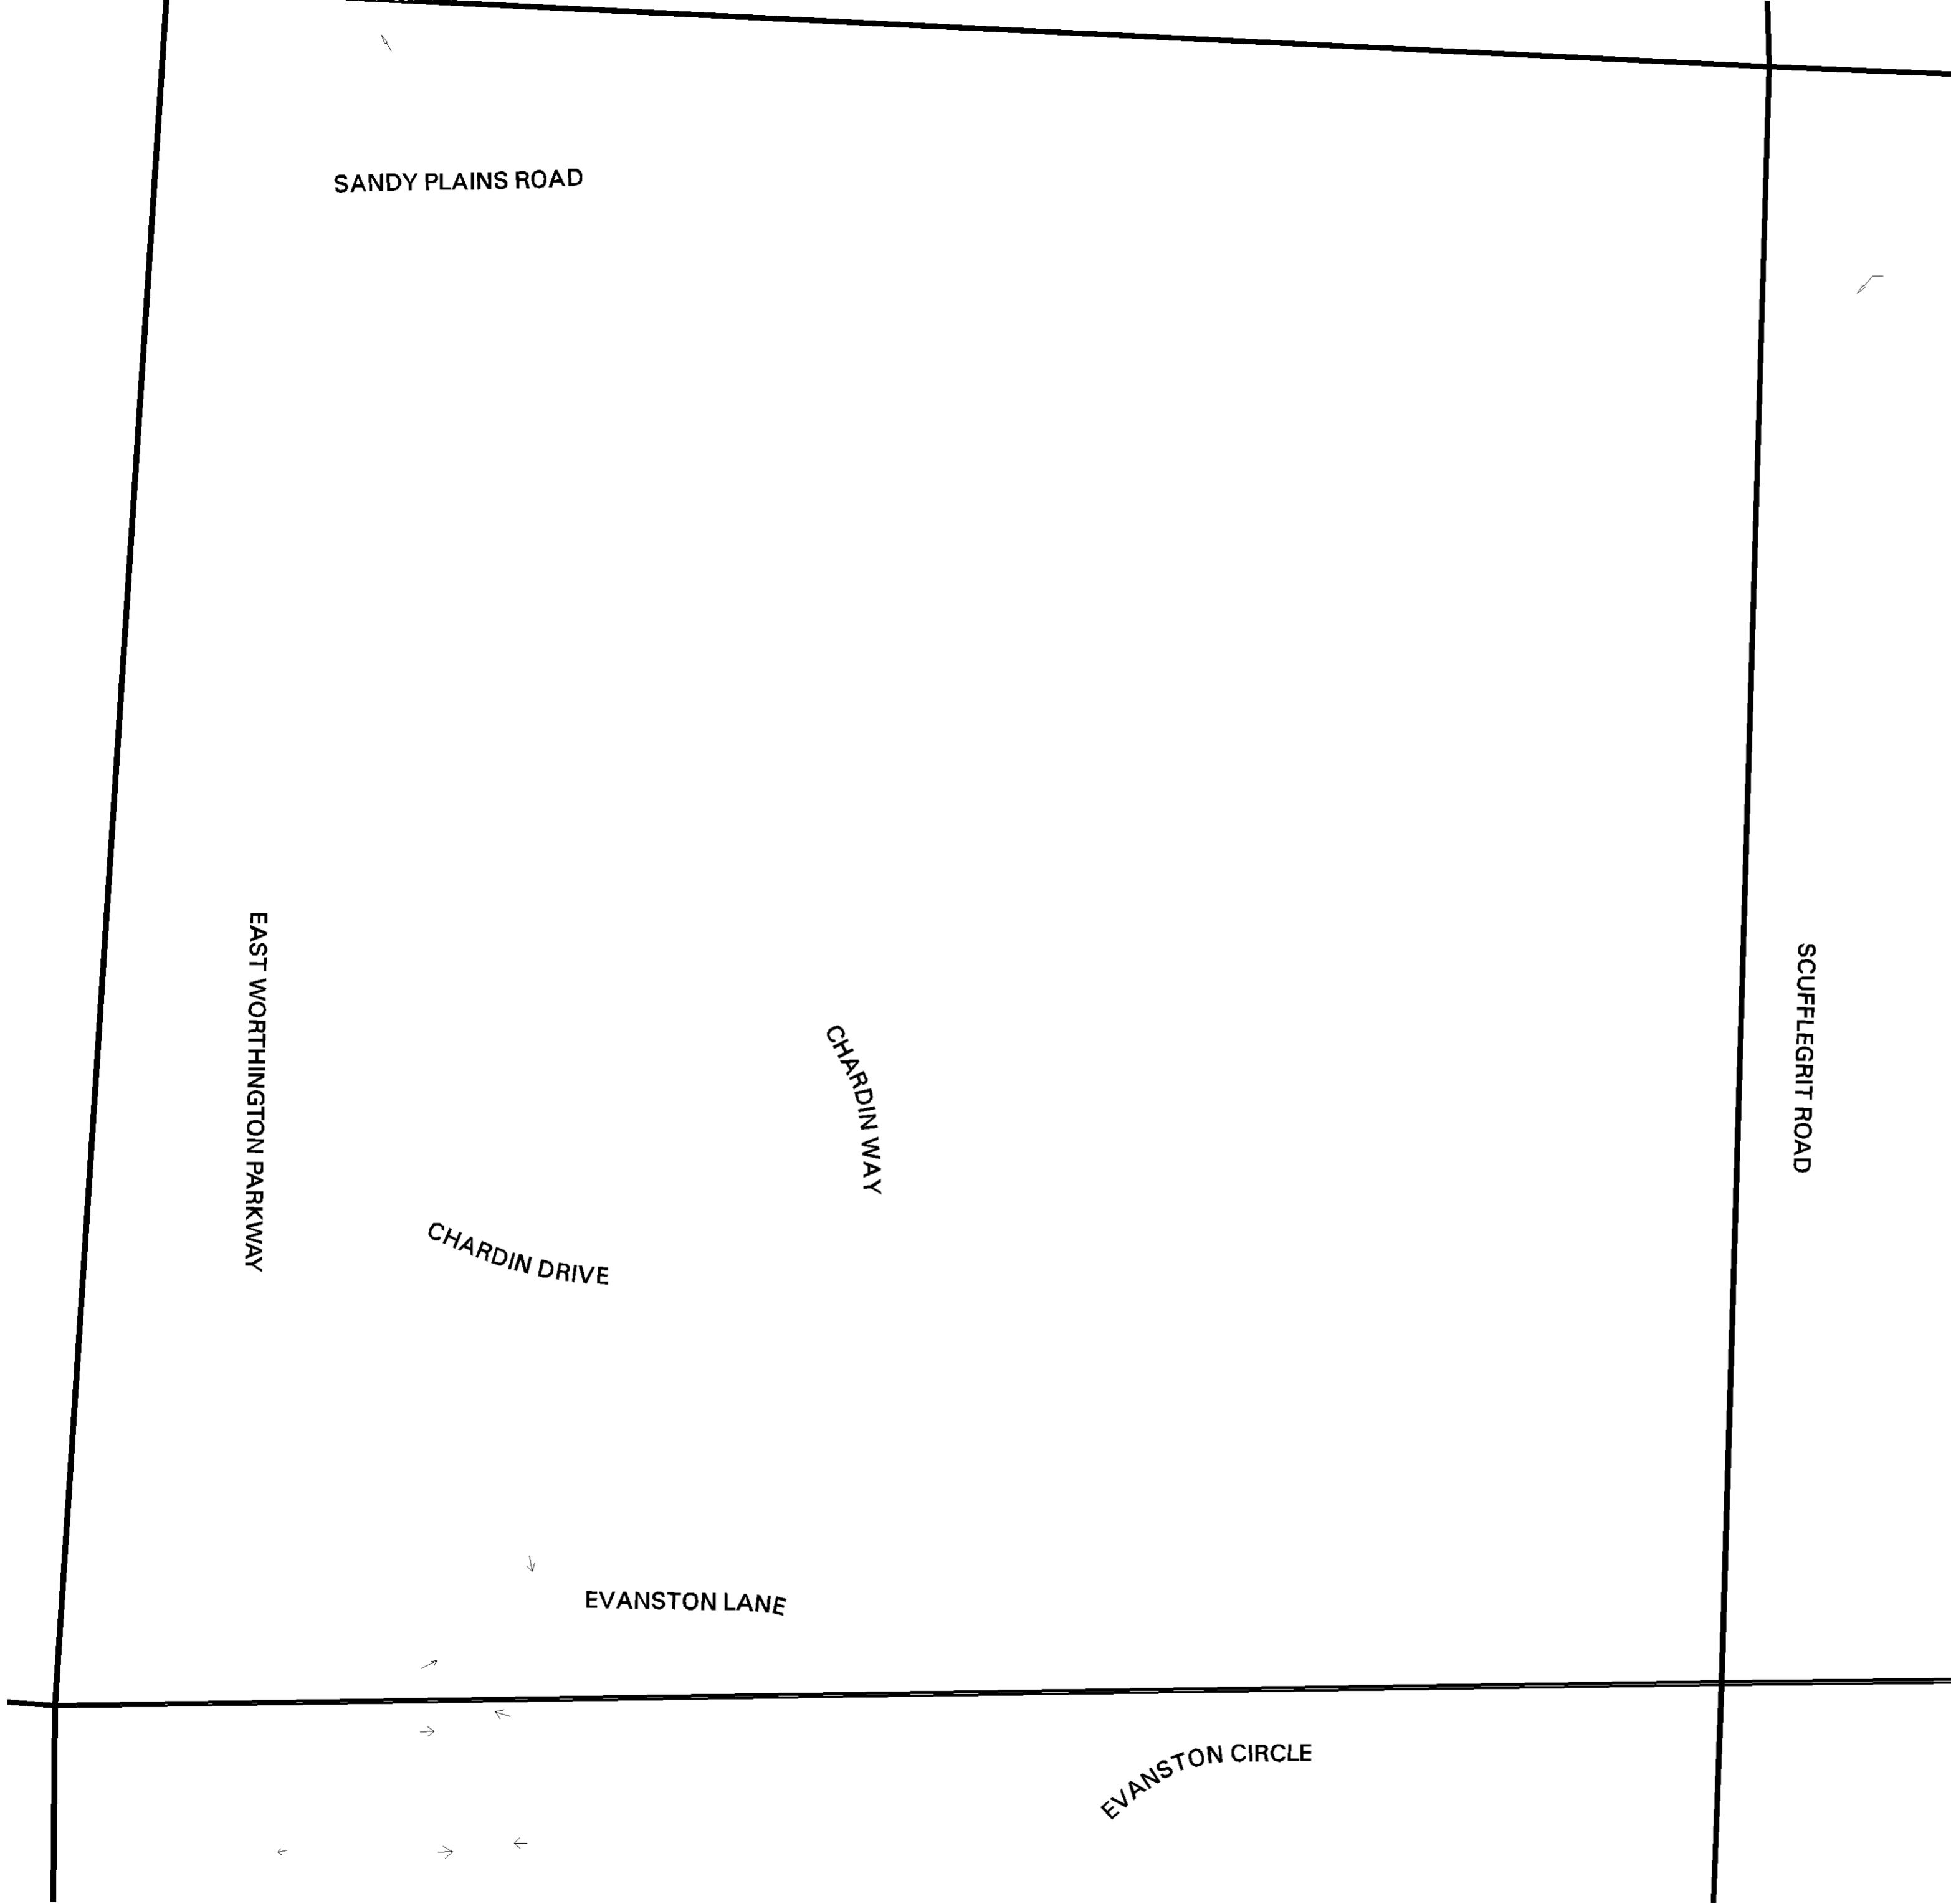 SANDY PLAINS ROAD
EAST WORTHINGTON PARKWAY
SCUFFLEGRIT ROAD
CHARDIN WAY
CHARDIN DRIVE
EVANSTON LANE
EVANSTON CIRCLE